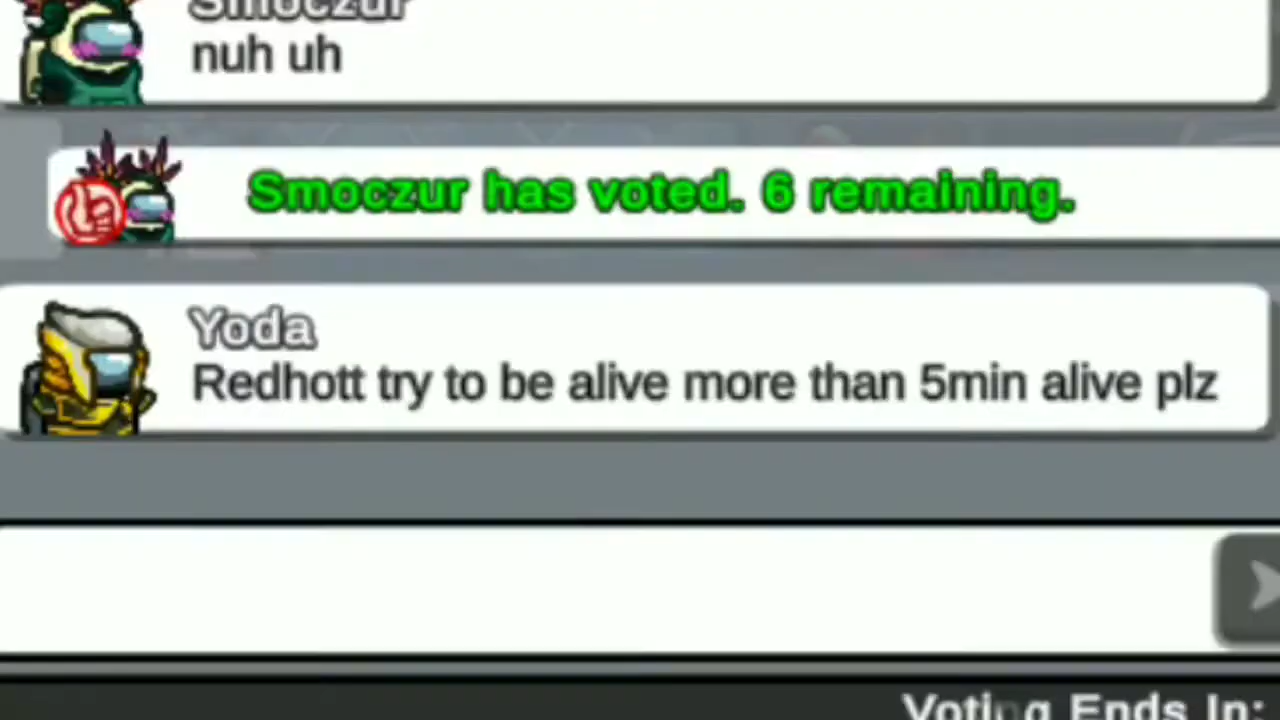 Smoczur
nuh uh
Smoczur has voted. 6 remaining.
Yoda
Redhott try to be alive more than 5min alive plz
Voting Ends In: